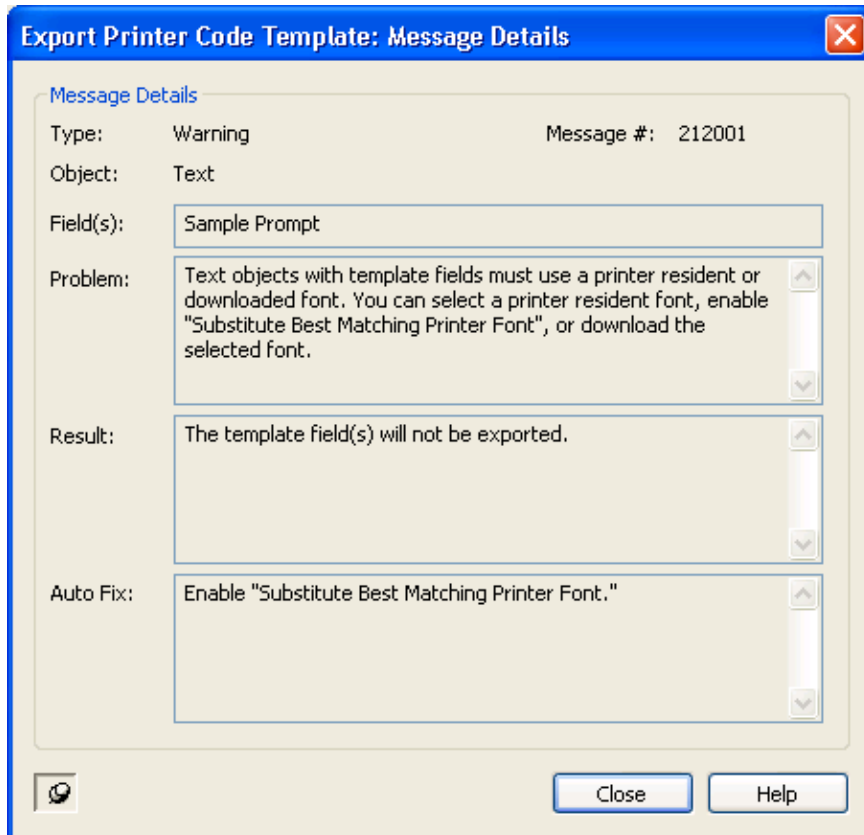 Export Printer Code Template: Message Details
Message Details
Type: Warning Message #: 212001
Object: Text
Field(s): Sample Prompt
Problem: Text objects with template fields must use a printer resident or
downloaded font. You can select a printer resident font, enable
"Substitute Best Matching Printer Font", or download the
selected font.
Result: The template field(s) will not be exported.
Auto Fix: Enable "Substitute Best Matching Printer Font."
Close Help